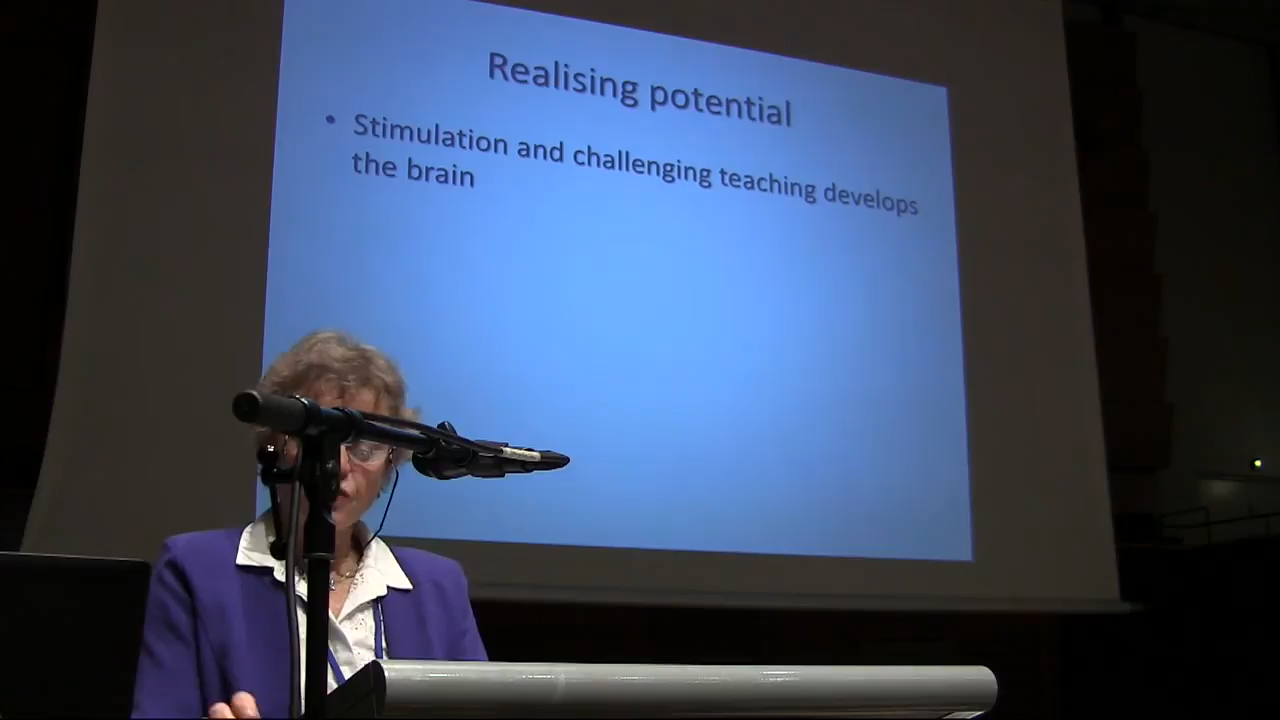 Realising potential
• Stimulation and challenging teaching develops
the brain